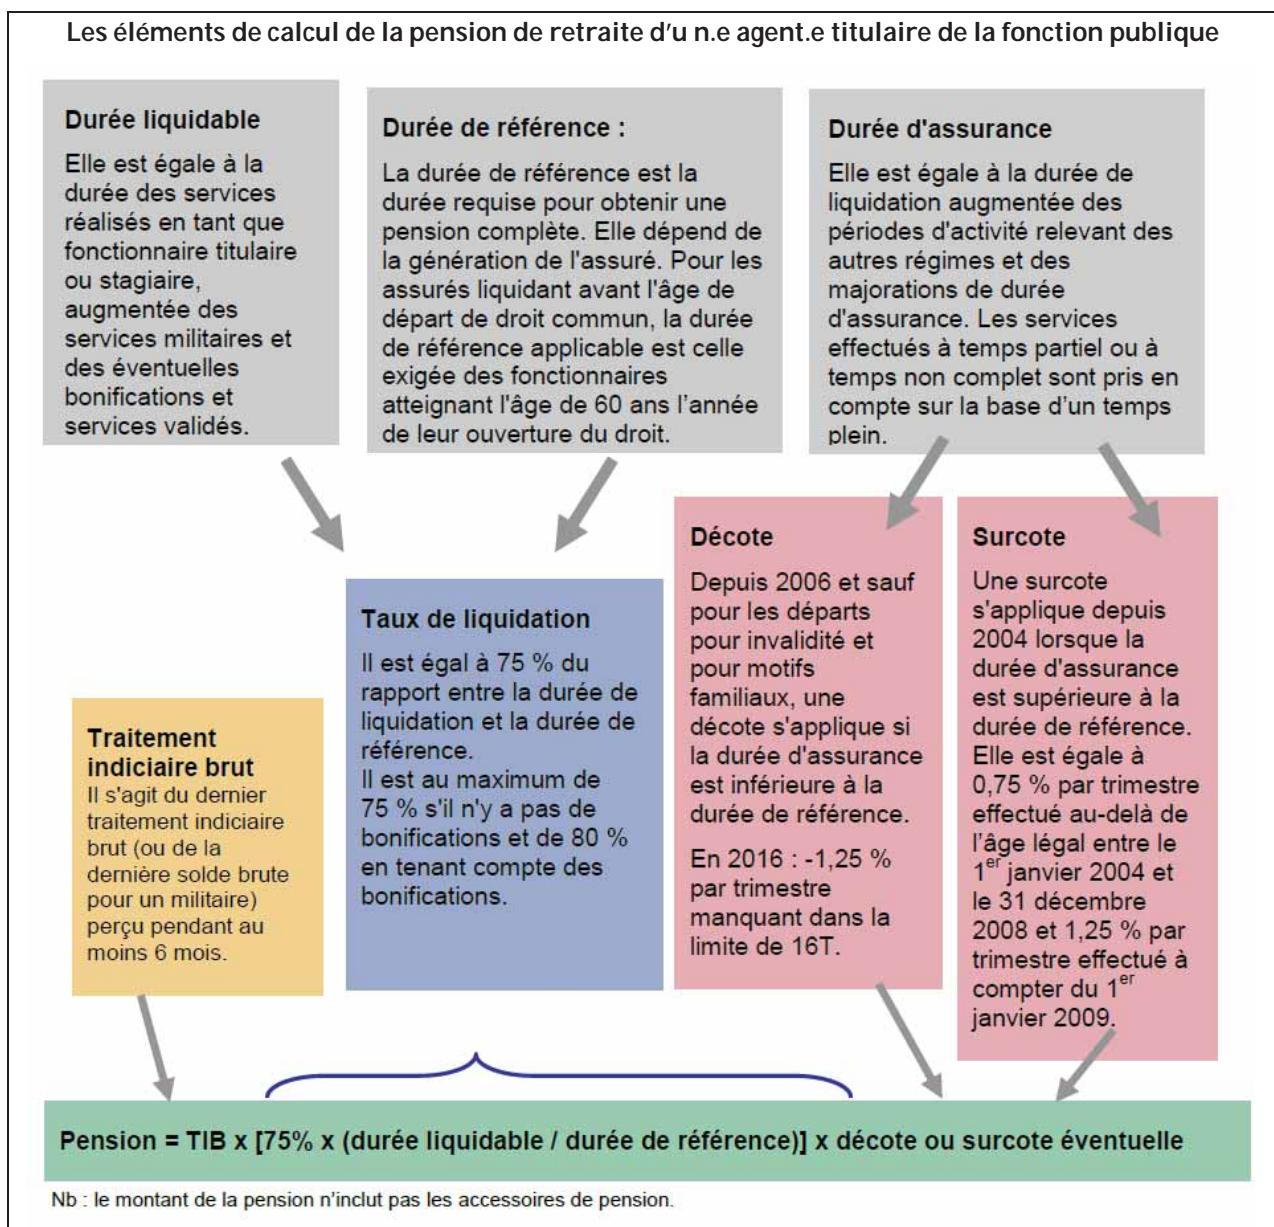 Les éléments de calcul de la pension de retraite d'u n.e agent.e titulaire de la fonction publique
Durée liquidable
Elle est égale à la
durée des services
réalisés en tant que
fonctionnaire titulaire
ou stagiaire,
augmentée des
services militaires et
des éventuelles
bonifications et
services validés.
Durée de référence :
La durée de référence est la
durée requise pour obtenir une
pension complète. Elle dépend de
la génération de l'assuré. Pour les
assurés liquidant avant l'âge de
départ de droit commun, la durée
de référence applicable est celle
exigée des fonctionnaires
atteignant l'âge de 60 ans l'année
de leur ouverture du droit.
Durée d'assurance
Elle est égale à la durée de
liquidation augmentée des
périodes d'activité relevant des
autres régimes et des
majorations de durée
d'assurance. Les services
effectués à temps partiel ou à
temps non complet sont pris en
compte sur la base d'un temps
plein.
Traitement
indiciaire brut
Il s'agit du dernier
traitement indiciaire
brut (ou de la
dernière solde brute
pour un militaire)
perçu pendant au
moins 6 mois.
Taux de liquidation
Il est égal à 75 % du
rapport entre la durée de
liquidation et la durée de
référence.
Il est au maximum de
75 % s'il n'y a pas de
bonifications et de 80 %
en tenant compte des
bonifications.
Décote
Depuis 2006 et sauf
pour les départs
pour invalidité et
pour motifs
familiaux, une
décote s'applique si
la durée d'assurance
est inférieure à la
durée de référence.
En 2016 : -1,25 %
par trimestre
manquant dans la
limite de 16T.
Surcote
Une surcote
s'applique depuis
2004 lorsque la
durée d'assurance
est supérieure à la
durée de référence.
Elle est égale à
0,75 % par trimestre
effectué au-delà de
l'âge légal entre le
1er janvier 2004 et
le 31 décembre
2008 et 1,25 % par
trimestre effectué à
compter du 1er
janvier 2009.
Pension = TIB x [75% x (durée liquidable / durée de référence)] x décote ou surcote éventuelle
Nb : le montant de la pension n'inclut pas les accessoires de pension.